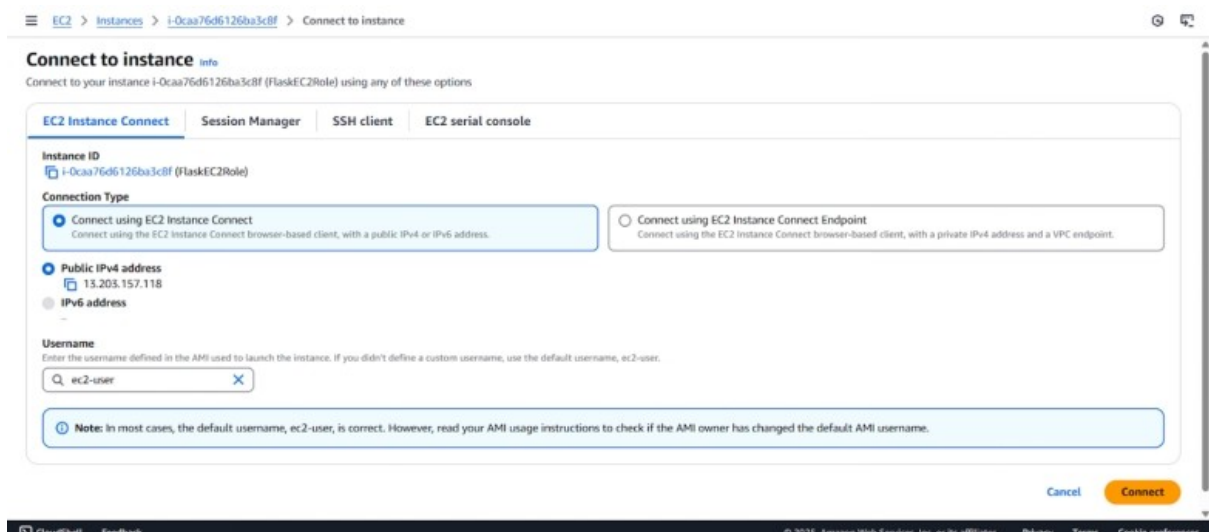 EC2 > Instances > i-0caa76d6126ba3c8f > Connect to instance
Connect to instance Info
Connect to your instance i-0caa76d6126ba3c8f (FlaskEC2Role) using any of these options
EC2 Instance Connect Session Manager SSH client EC2 serial console
Instance ID
i-0caa76d6126ba3c8f (FlaskEC2Role)
Connection Type
Connect using EC2 Instance Connect
Connect using the EC2 Instance Connect browser-based client, with a public IPv4 or IPv6 address.
Connect using EC2 Instance Connect Endpoint
Connect using the EC2 Instance Connect browser-based client, with a private IPv4 address and a VPC endpoint.
Public IPv4 address
13.203.157.118
IPv6 address
–
Username
Enter the username defined in the AMI used to launch the instance. If you didn't define a custom username, use the default username, ec2-user.
ec2-user
Note: In most cases, the default username, ec2-user, is correct. However, read your AMI usage instructions to check if the AMI owner has changed the default AMI username.
Cancel Connect
CloudShell Feedback © 2025, Amazon Web Services, Inc. or its affiliates. Privacy Terms Cookie preferences